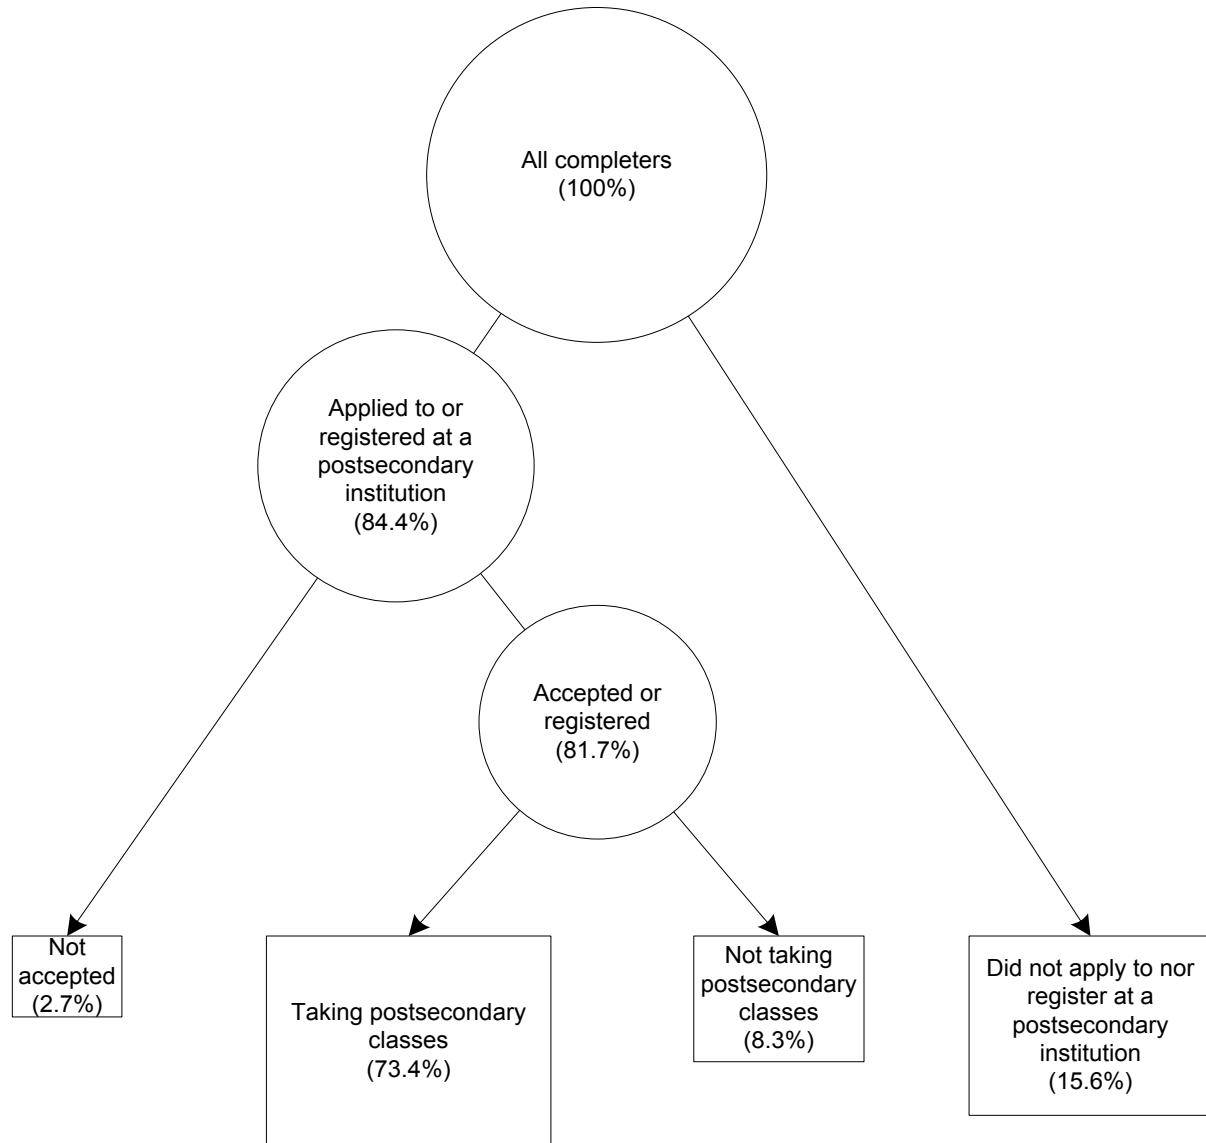 All completers
(100%)
Applied to or
registered at a
postsecondary
institution
(84.4%)
Accepted or
registered
(81.7%)
Not
accepted
(2.7%)
Taking postsecondary
classes
(73.4%)
Not taking
postsecondary
classes
(8.3%)
Did not apply to nor
register at a
postsecondary
institution
(15.6%)